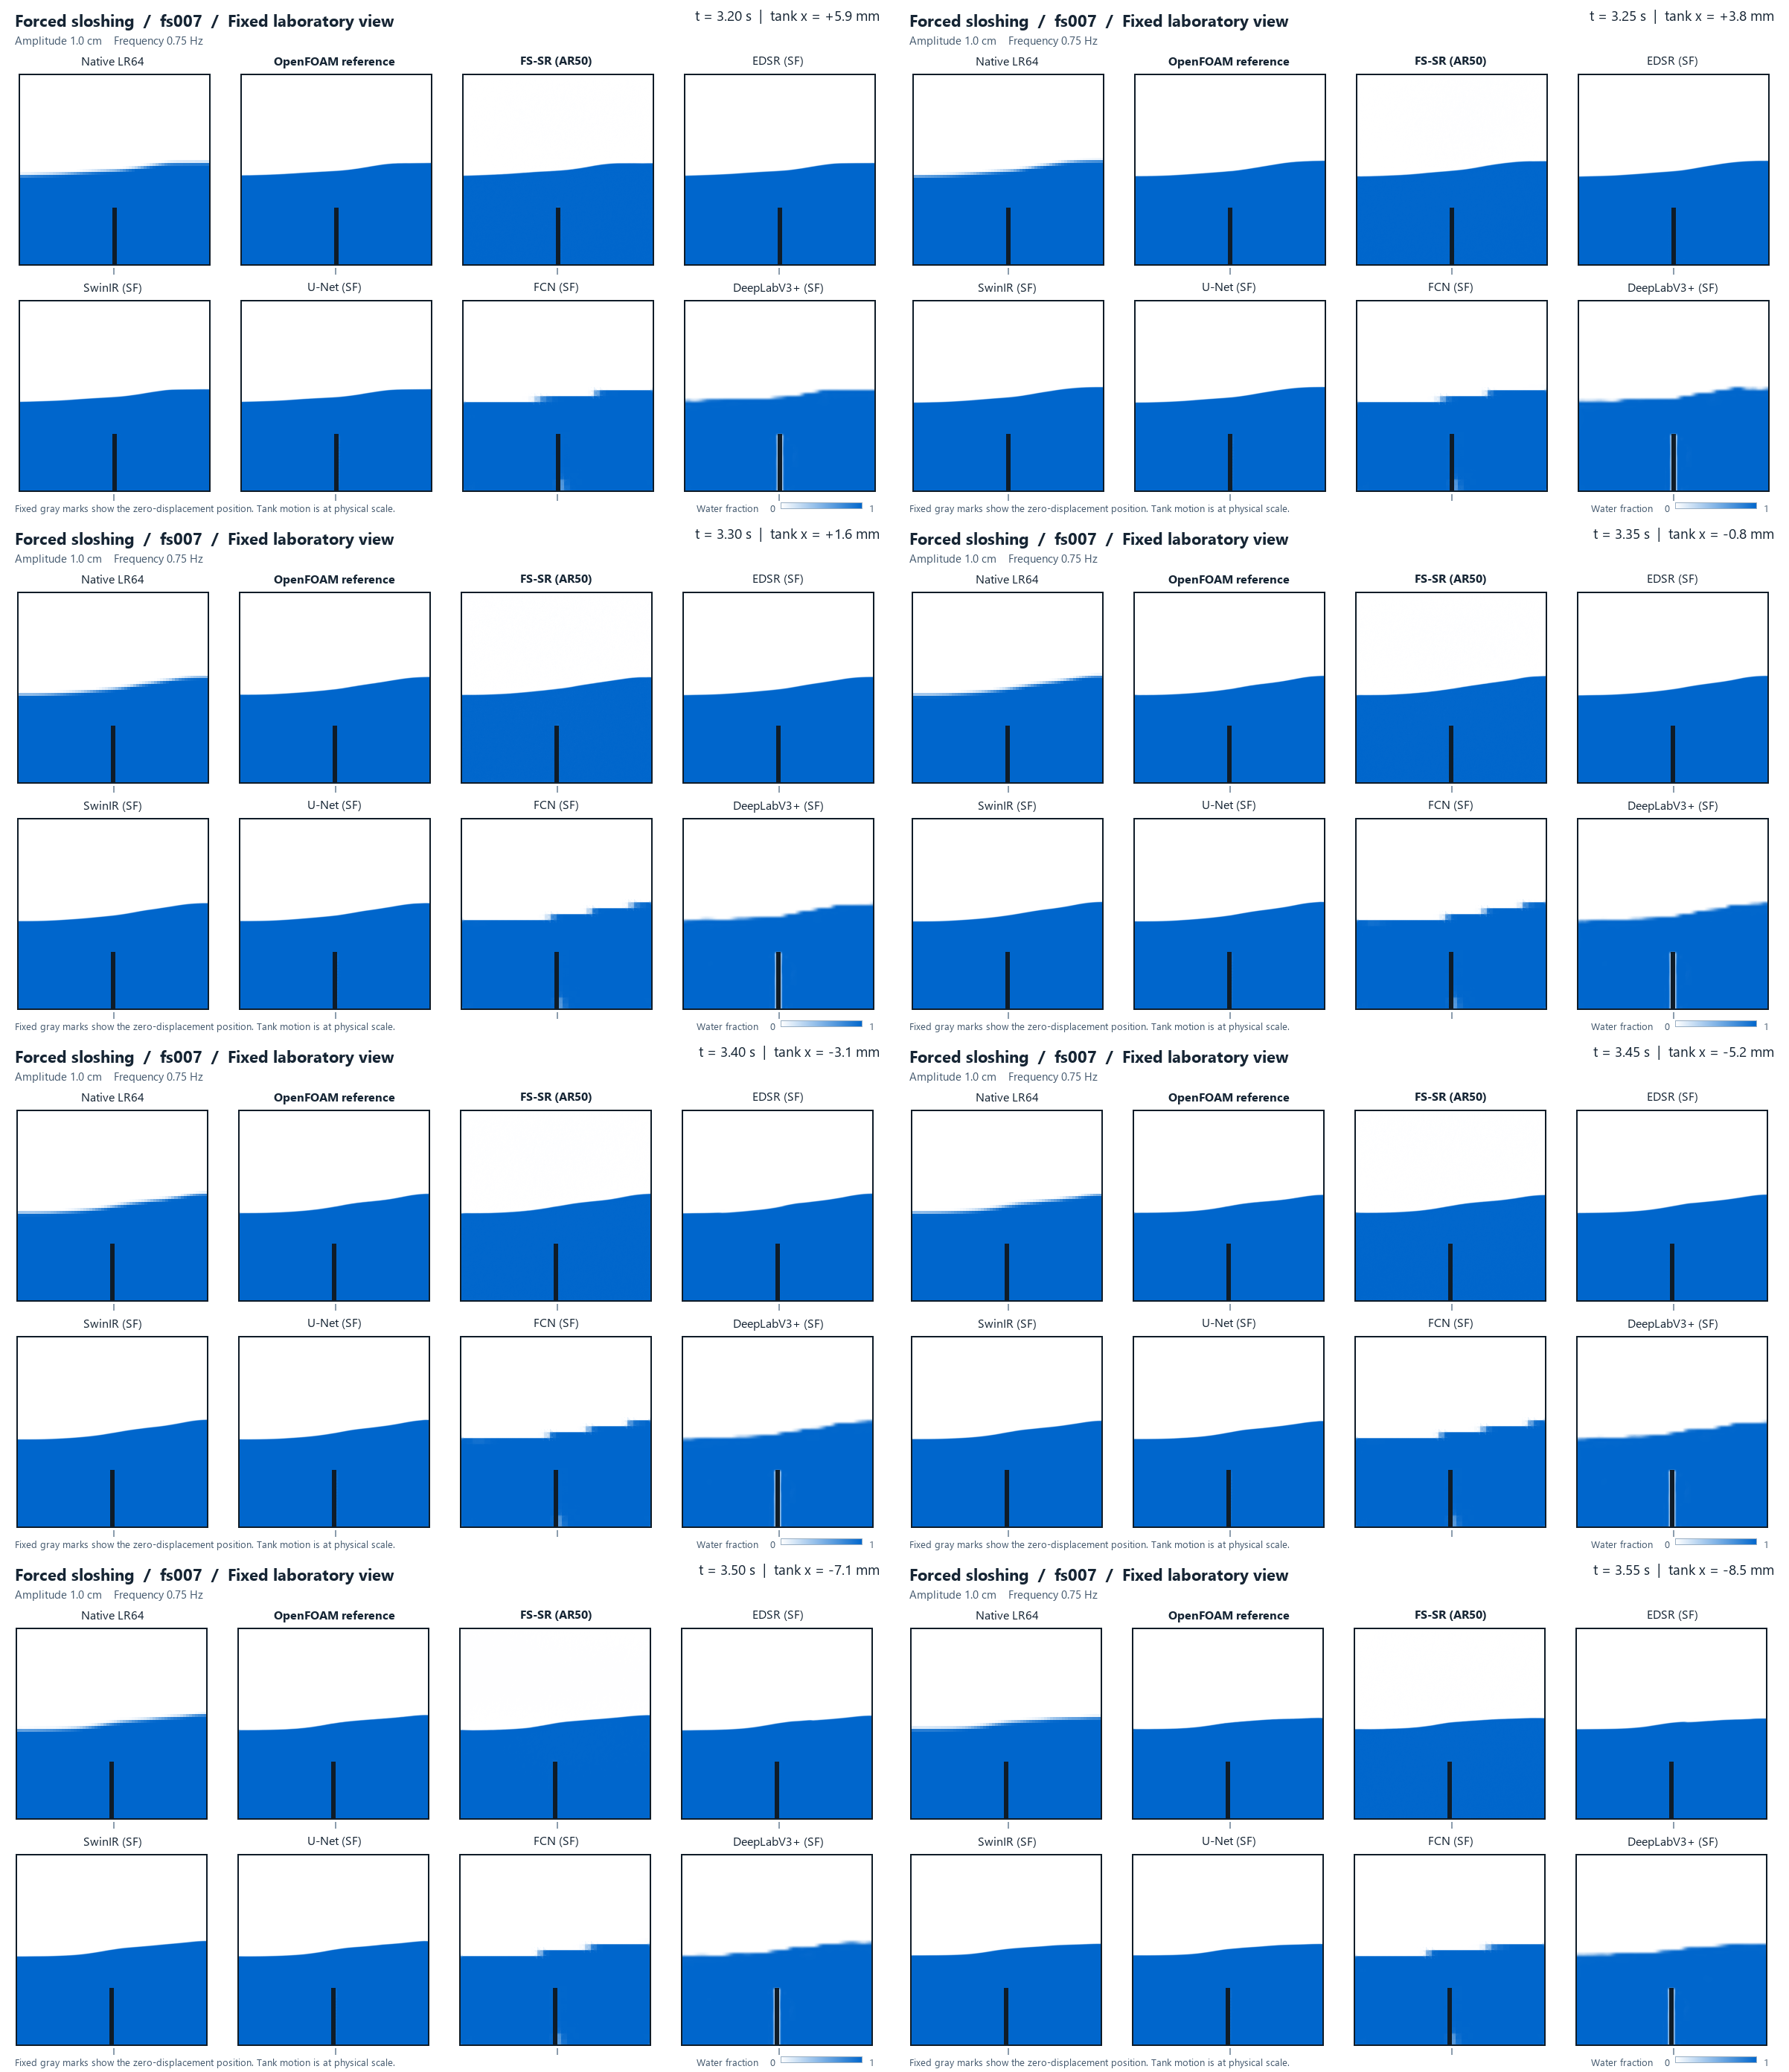 Forced sloshing / fs007 / Fixed laboratory view
t = 3.20 s | tank x = +5.9 mm
Amplitude 1.0 cm Frequency 0.75 Hz
Native LR64
OpenFOAM reference
FS-SR (AR50)
EDSR (SF)
SwinIR (SF)
U-Net (SF)
FCN (SF)
DeepLabV3+ (SF)
Fixed gray marks show the zero-displacement position. Tank motion is at physical scale.
Water fraction 0 1
Forced sloshing / fs007 / Fixed laboratory view
t = 3.25 s | tank x = +3.8 mm
Amplitude 1.0 cm Frequency 0.75 Hz
Native LR64
OpenFOAM reference
FS-SR (AR50)
EDSR (SF)
SwinIR (SF)
U-Net (SF)
FCN (SF)
DeepLabV3+ (SF)
Fixed gray marks show the zero-displacement position. Tank motion is at physical scale.
Water fraction 0 1
Forced sloshing / fs007 / Fixed laboratory view
t = 3.30 s | tank x = +1.6 mm
Amplitude 1.0 cm Frequency 0.75 Hz
Native LR64
OpenFOAM reference
FS-SR (AR50)
EDSR (SF)
SwinIR (SF)
U-Net (SF)
FCN (SF)
DeepLabV3+ (SF)
Fixed gray marks show the zero-displacement position. Tank motion is at physical scale.
Water fraction 0 1
Forced sloshing / fs007 / Fixed laboratory view
t = 3.35 s | tank x = -0.8 mm
Amplitude 1.0 cm Frequency 0.75 Hz
Native LR64
OpenFOAM reference
FS-SR (AR50)
EDSR (SF)
SwinIR (SF)
U-Net (SF)
FCN (SF)
DeepLabV3+ (SF)
Fixed gray marks show the zero-displacement position. Tank motion is at physical scale.
Water fraction 0 1
Forced sloshing / fs007 / Fixed laboratory view
t = 3.40 s | tank x = -3.1 mm
Amplitude 1.0 cm Frequency 0.75 Hz
Native LR64
OpenFOAM reference
FS-SR (AR50)
EDSR (SF)
SwinIR (SF)
U-Net (SF)
FCN (SF)
DeepLabV3+ (SF)
Fixed gray marks show the zero-displacement position. Tank motion is at physical scale.
Water fraction 0 1
Forced sloshing / fs007 / Fixed laboratory view
t = 3.45 s | tank x = -5.2 mm
Amplitude 1.0 cm Frequency 0.75 Hz
Native LR64
OpenFOAM reference
FS-SR (AR50)
EDSR (SF)
SwinIR (SF)
U-Net (SF)
FCN (SF)
DeepLabV3+ (SF)
Fixed gray marks show the zero-displacement position. Tank motion is at physical scale.
Water fraction 0 1
Forced sloshing / fs007 / Fixed laboratory view
t = 3.50 s | tank x = -7.1 mm
Amplitude 1.0 cm Frequency 0.75 Hz
Native LR64
OpenFOAM reference
FS-SR (AR50)
EDSR (SF)
SwinIR (SF)
U-Net (SF)
FCN (SF)
DeepLabV3+ (SF)
Fixed gray marks show the zero-displacement position. Tank motion is at physical scale.
Water fraction 0 1
Forced sloshing / fs007 / Fixed laboratory view
t = 3.55 s | tank x = -8.5 mm
Amplitude 1.0 cm Frequency 0.75 Hz
Native LR64
OpenFOAM reference
FS-SR (AR50)
EDSR (SF)
SwinIR (SF)
U-Net (SF)
FCN (SF)
DeepLabV3+ (SF)
Fixed gray marks show the zero-displacement position. Tank motion is at physical scale.
Water fraction 0 1